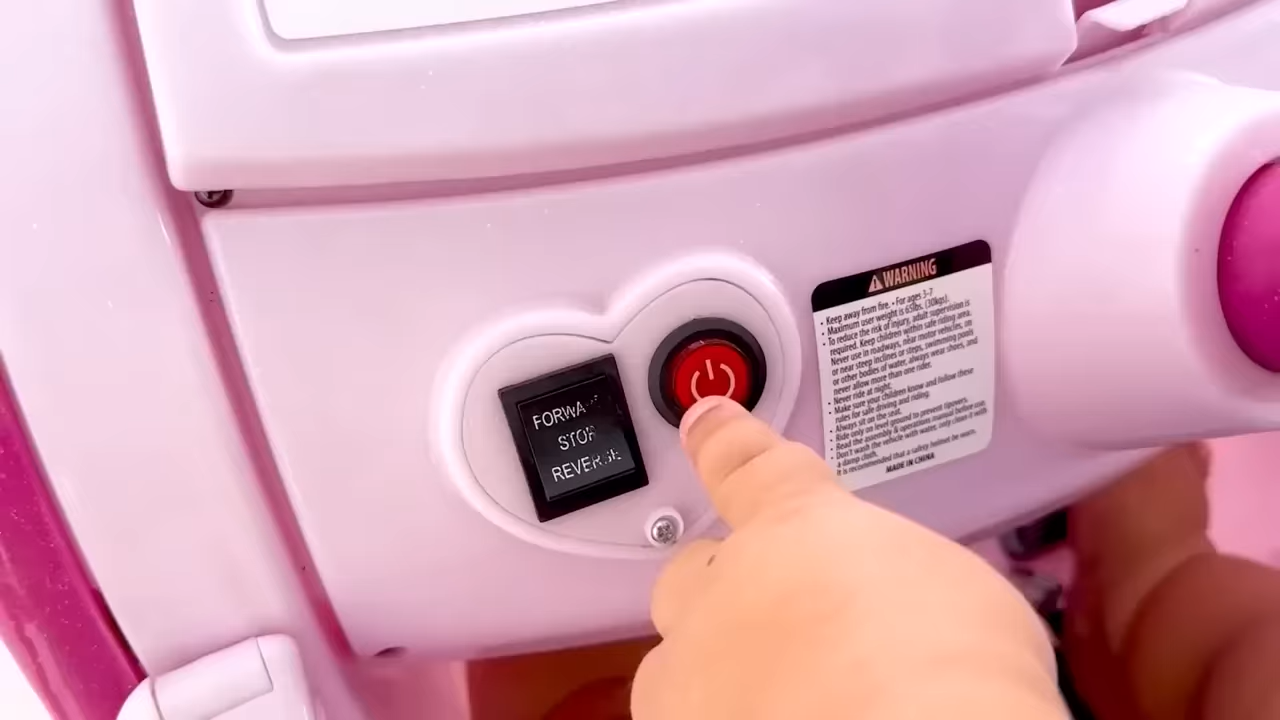 FORWA
STOP
REVERSE
WARNING
• Keep away from fire. • For ages 3-7
• Maximum user weight is 65lbs. (30kgs).
• To reduce the risk of injury, adult supervision is
required. Keep children within safe riding area.
Never use in roadways, near motor vehicles, on
or near steep inclines or steps, swimming pools
or other bodies of water, always wear shoes, and
never allow more than one rider.
• Never ride at night.
• Make sure your children know and follow these
rules for safe driving and riding.
• Always sit on the seat.
• Ride only on level ground to prevent tipovers.
• Read the assembly & operations manual before use.
• Don't wash the vehicle with water, only clean it with
a damp cloth.
It is recommended that a safety helmet be worn.
MADE IN CHINA